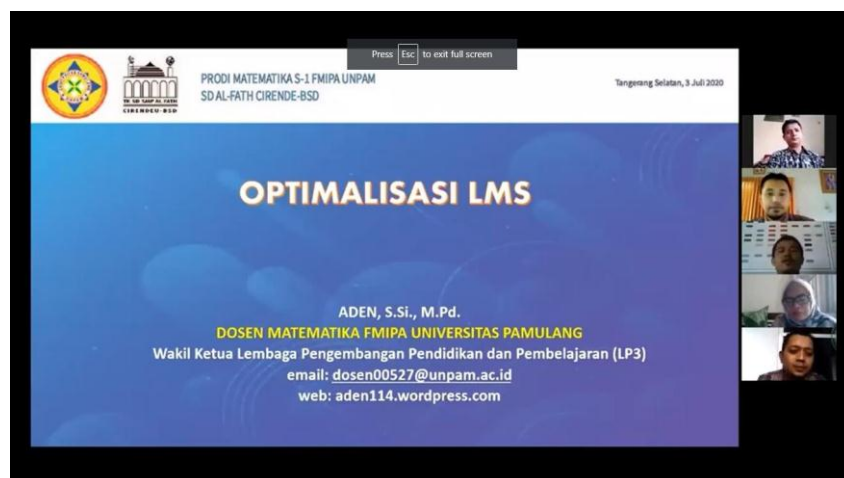 Press Esc to exit full screen
PRODI MATEMATIKA S-1 FMIPA UNPAM
SD AL-FATH CIRENDE-BSD
Tangerang Selatan, 3 Juli 2020
CIRENDEU-BSD
OPTIMALISASI LMS
ADEN, S.Si., M.Pd.
DOSEN MATEMATIKA FMIPA UNIVERSITAS PAMULANG
Wakil Ketua Lembaga Pengembangan Pendidikan dan Pembelajaran (LP3)
email: dosen00527@unpam.ac.id
web: aden114.wordpress.com